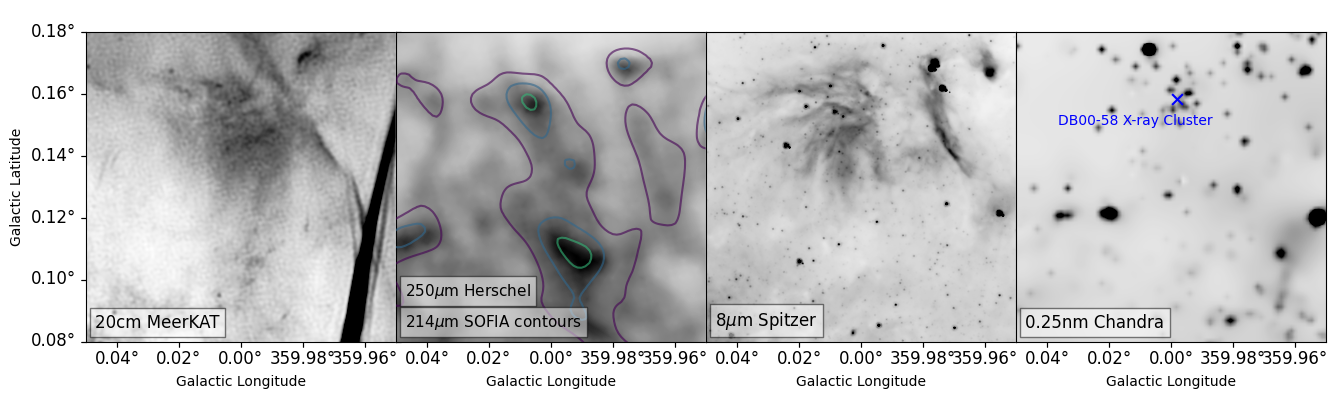 0.18°
0.16°
0.14°
0.12°
0.10°
0.08°
Galactic Latitude
20cm MeerKAT
250μm Herschel
214μm SOFIA contours
8μm Spitzer
DB00-58 X-ray Cluster
0.25nm Chandra
0.04° 0.02° 0.00° 359.98°359.96°
0.04° 0.02° 0.00° 359.98°359.96°
0.04° 0.02° 0.00° 359.98°359.96°
0.04° 0.02° 0.00° 359.98°359.96°
Galactic Longitude
Galactic Longitude
Galactic Longitude
Galactic Longitude